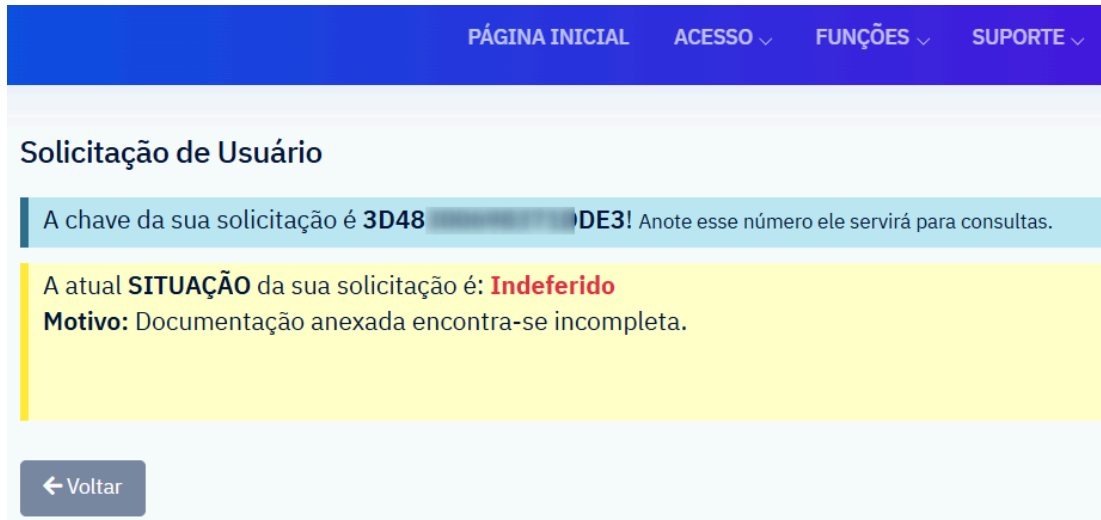 PÁGINA INICIAL ACESSO FUNÇÕES SUPORTE
Solicitação de Usuário
A chave da sua solicitação é 3D48 DE3! Anote esse número ele servirá para consultas.
A atual SITUAÇÃO da sua solicitação é: Indeferido
Motivo: Documentação anexada encontra-se incompleta.
Voltar